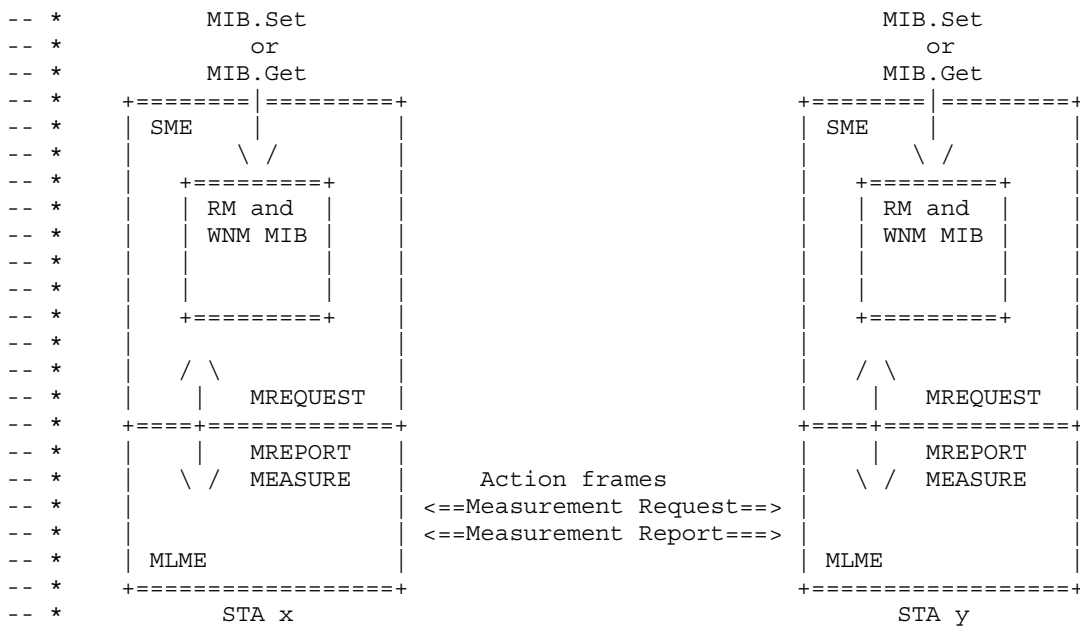 -- *          MIB.Set                                          MIB.Set
-- *             or                                               or
-- *          MIB.Get                                          MIB.Get
-- *     +========|=========+                             +========|=========+
-- *     | SME    |         |                             | SME    |         |
-- *     |       \ /        |                             |       \ /        |
-- *     |   +=========+    |                             |   +=========+    |
-- *     |   | RM and  |    |                             |   | RM and  |    |
-- *     |   | WNM MIB |    |                             |   | WNM MIB |    |
-- *     |   |         |    |                             |   |         |    |
-- *     |   |         |    |                             |   |         |    |
-- *     |   +=========+    |                             |   +=========+    |
-- *     |                  |                             |                  |
-- *     |   / \            |                             |   / \            |
-- *     |    |   MREQUEST  |                             |    |   MREQUEST  |
-- *     +====+=============+                             +====+=============+
-- *     |    |   MREPORT   |                             |    |   MREPORT   |
-- *     |   \ /  MEASURE   |     Action frames           |   \ /  MEASURE   |
-- *     |                  | <==Measurement Request==>   |                  |
-- *     |                  | <==Measurement Report===>   |                  |
-- *     | MLME             |                             | MLME             |
-- *     +==================+                             +==================+
-- *            STA x                                            STA y